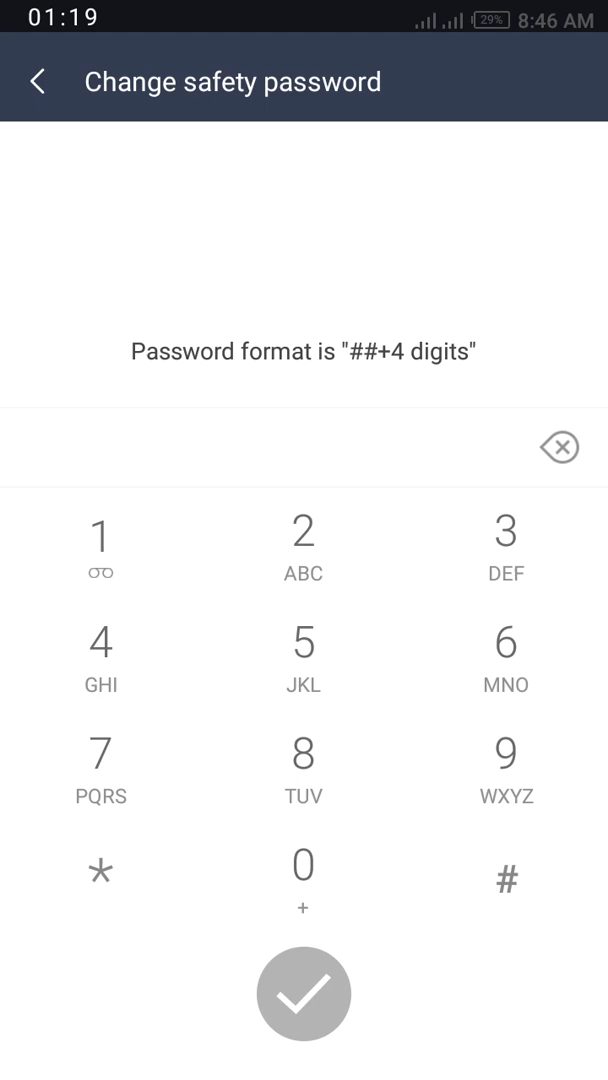 01:19 29% 8:46 AM
Change safety password
Password format is "##+4 digits"
1 2 3
ABC DEF
4 5 6
GHI JKL MNO
7 8 9
PQRS TUV WXYZ
* 0 #
+